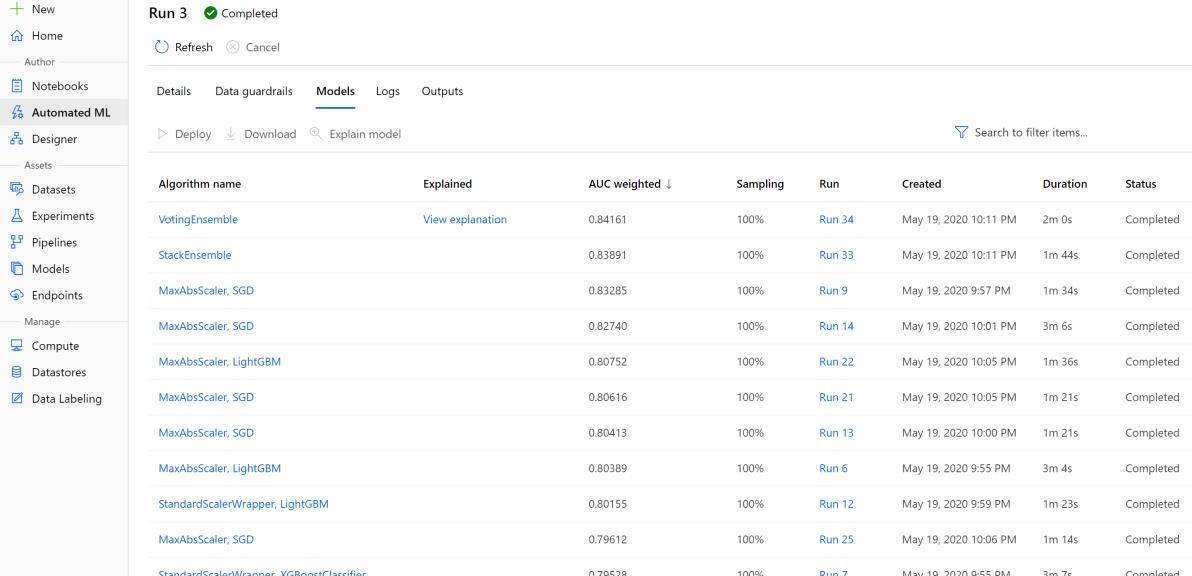 New
Home
Author
Notebooks
Automated ML
Designer
Assets
Datasets
Experiments
Pipelines
Models
Endpoints
Manage
Compute
Datastores
Data Labeling
Run 3 Completed
Refresh Cancel
Details Data guardrails Models Logs Outputs
Deploy Download Explain model Search to filter items...
Algorithm name Explained AUC weighted ↓ Sampling Run Created Duration Status
VotingEnsemble View explanation 0.84161 100% Run 34 May 19, 2020 10:11 PM 2m 0s Completed
StackEnsemble 0.83891 100% Run 33 May 19, 2020 10:11 PM 1m 44s Completed
MaxAbsScaler, SGD 0.83285 100% Run 9 May 19, 2020 9:57 PM 1m 34s Completed
MaxAbsScaler, SGD 0.82740 100% Run 14 May 19, 2020 10:01 PM 3m 6s Completed
MaxAbsScaler, LightGBM 0.80752 100% Run 22 May 19, 2020 10:05 PM 1m 36s Completed
MaxAbsScaler, SGD 0.80616 100% Run 21 May 19, 2020 10:05 PM 1m 21s Completed
MaxAbsScaler, SGD 0.80413 100% Run 13 May 19, 2020 10:00 PM 1m 21s Completed
MaxAbsScaler, LightGBM 0.80389 100% Run 6 May 19, 2020 9:55 PM 3m 4s Completed
StandardScalerWrapper, LightGBM 0.80155 100% Run 12 May 19, 2020 9:59 PM 1m 23s Completed
MaxAbsScaler, SGD 0.79612 100% Run 25 May 19, 2020 10:06 PM 1m 14s Completed
StandardScalerWrapper, XGBoostClassifier 0.79528 100% Run 7 May 19, 2020 9:55 PM 3m 7s Completed